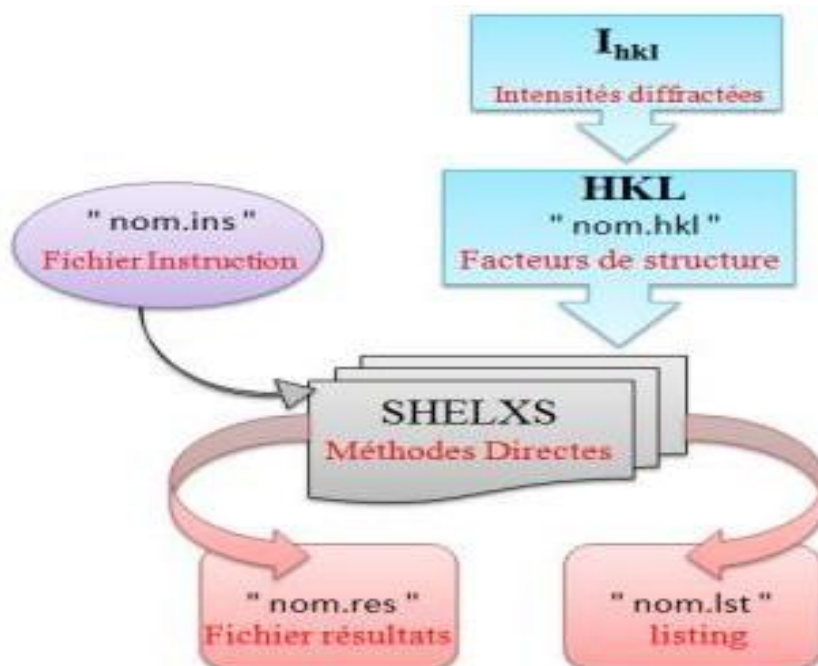 I_hkl
Intensités diffractées
HKL
" nom.hkl "
Facteurs de structure
" nom.ins "
Fichier Instruction
SHELXS
Méthodes Directes
" nom.res "
Fichier résultats
" nom.lst "
listing